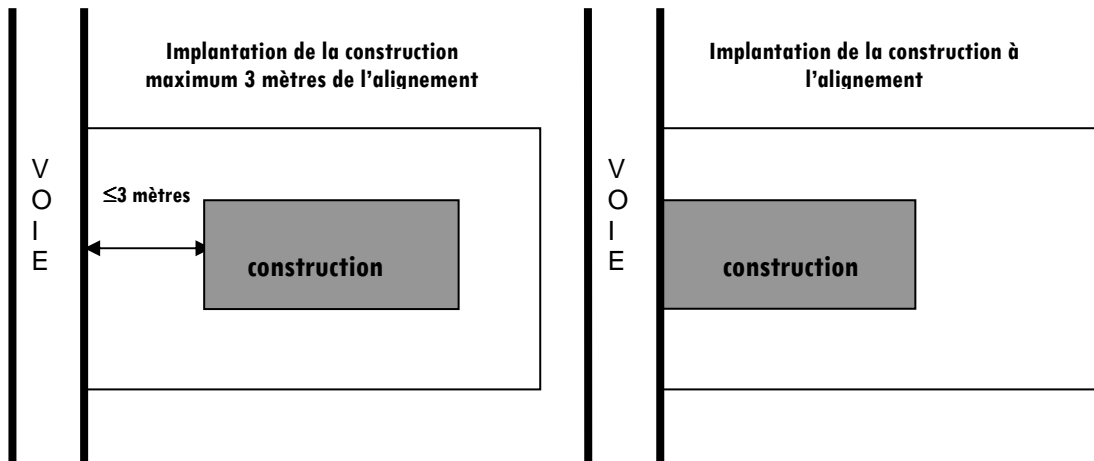 Implantation de la construction
maximum 3 mètres de l'alignement
V
O
I
E
≤3 mètres
construction
Implantation de la construction à
l'alignement
V
O
I
E
construction